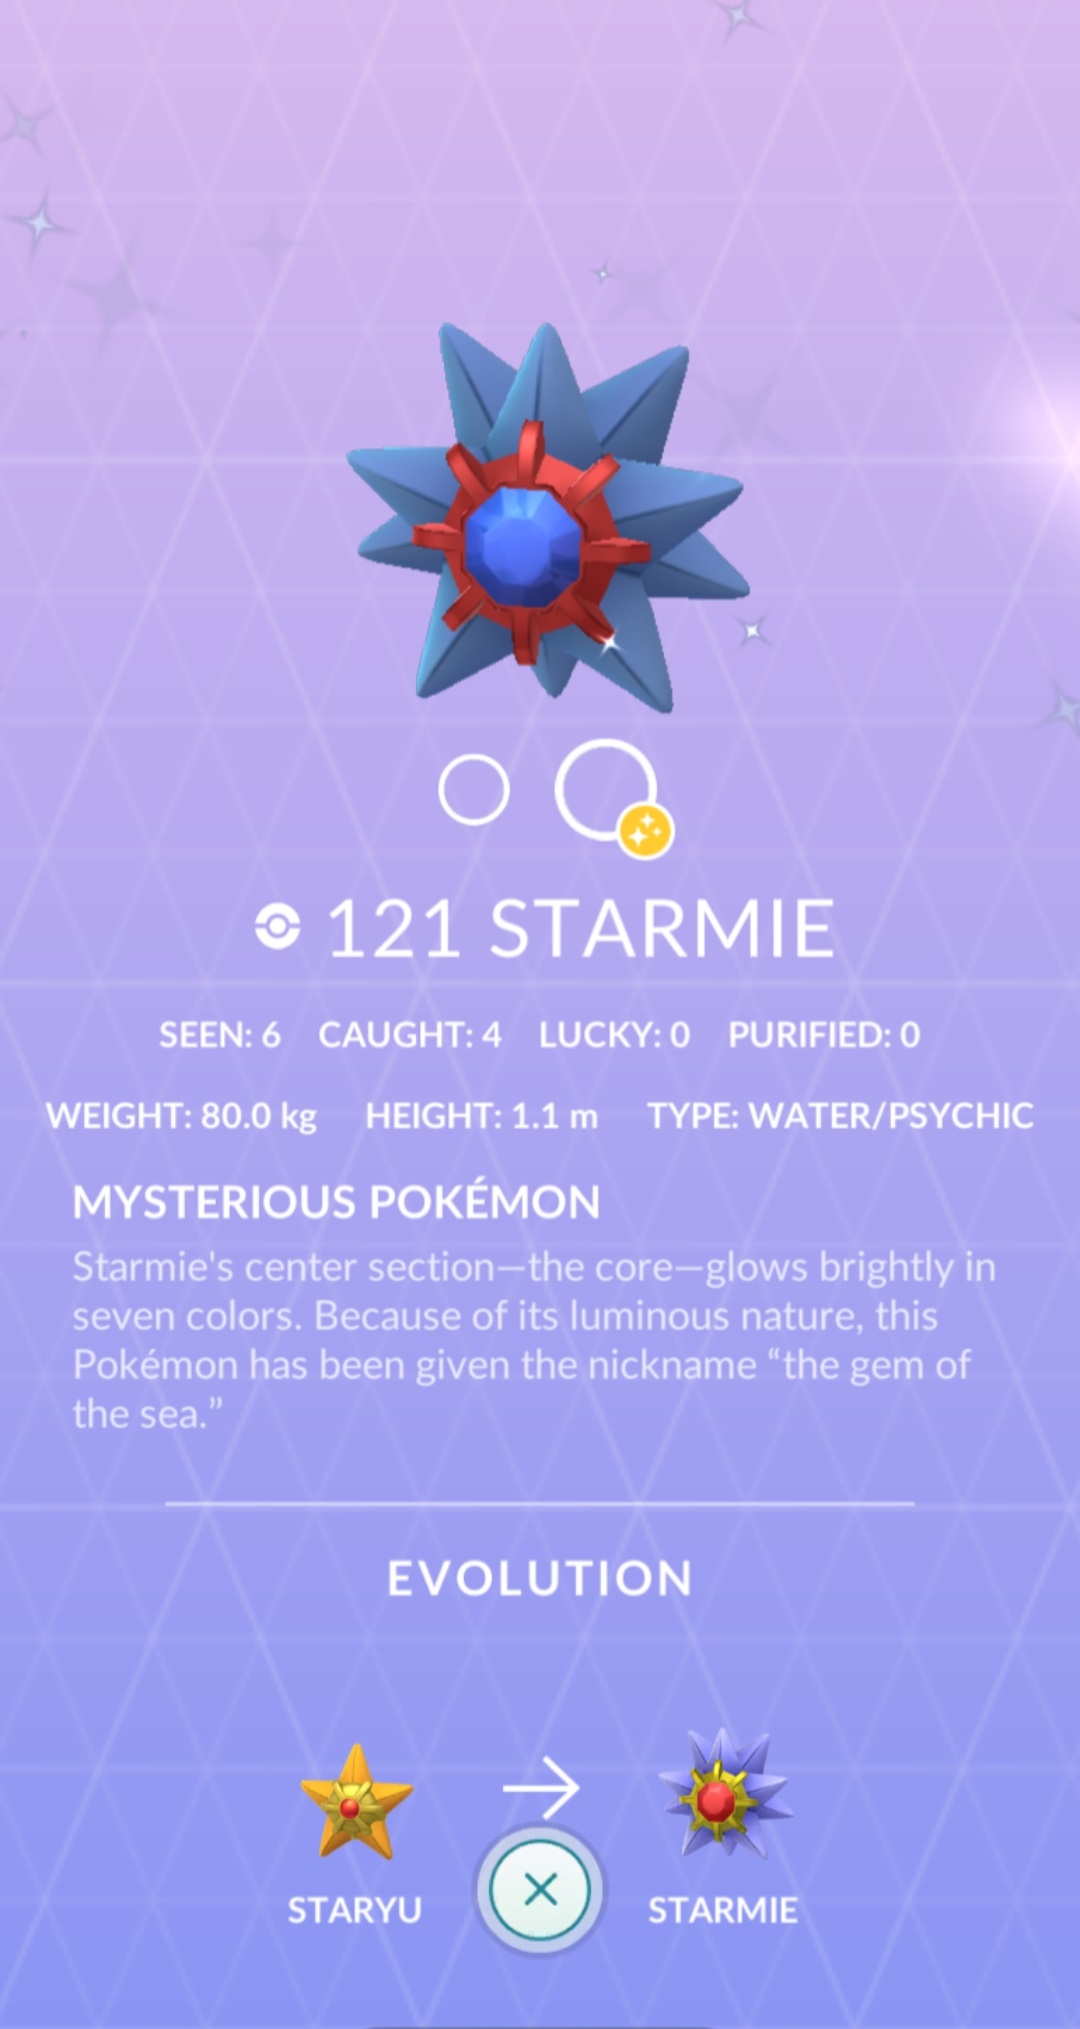 121 STARMIE
SEEN: 6 CAUGHT: 4 LUCKY: 0 PURIFIED: 0
WEIGHT: 80.0 kg HEIGHT: 1.1 m TYPE: WATER/PSYCHIC
MYSTERIOUS POKÉMON
Starmie's center section—the core—glows brightly in
seven colors. Because of its luminous nature, this
Pokémon has been given the nickname “the gem of
the sea.”
EVOLUTION
STARYU STARMIE